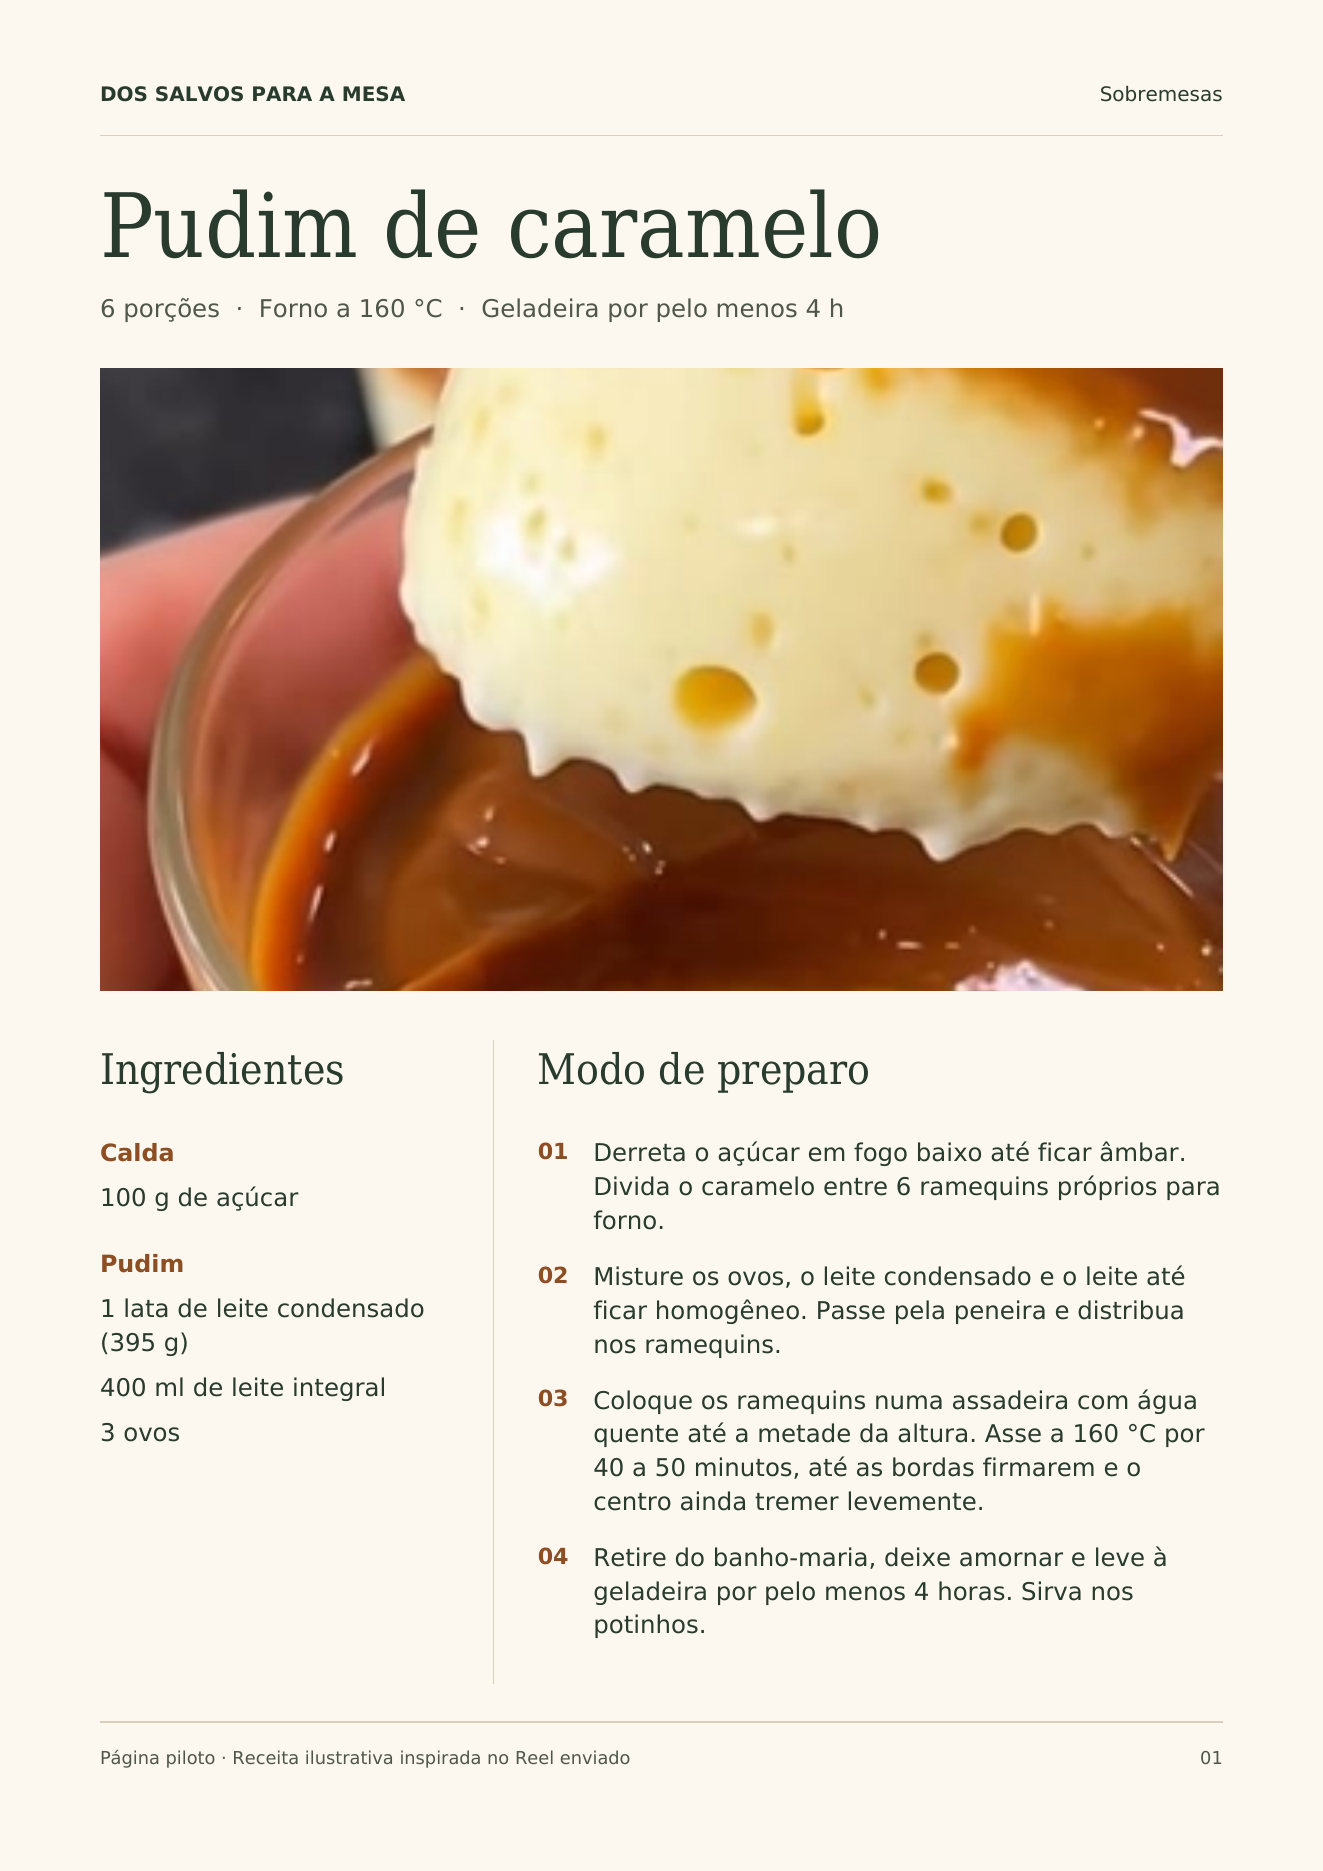 DOS SALVOS PARA A MESA
Sobremesas
Pudim de caramelo
6 porções · Forno a 160 °C · Geladeira por pelo menos 4 h
Ingredientes
Calda
100 g de açúcar
Pudim
1 lata de leite condensado
(395 g)
400 ml de leite integral
3 ovos
Modo de preparo
01 Derreta o açúcar em fogo baixo até ficar âmbar.
Divida o caramelo entre 6 ramequins próprios para
forno.
02 Misture os ovos, o leite condensado e o leite até
ficar homogêneo. Passe pela peneira e distribua
nos ramequins.
03 Coloque os ramequins numa assadeira com água
quente até a metade da altura. Asse a 160 °C por
40 a 50 minutos, até as bordas firmarem e o
centro ainda tremer levemente.
04 Retire do banho-maria, deixe amornar e leve à
geladeira por pelo menos 4 horas. Sirva nos
potinhos.
Página piloto · Receita ilustrativa inspirada no Reel enviado
01